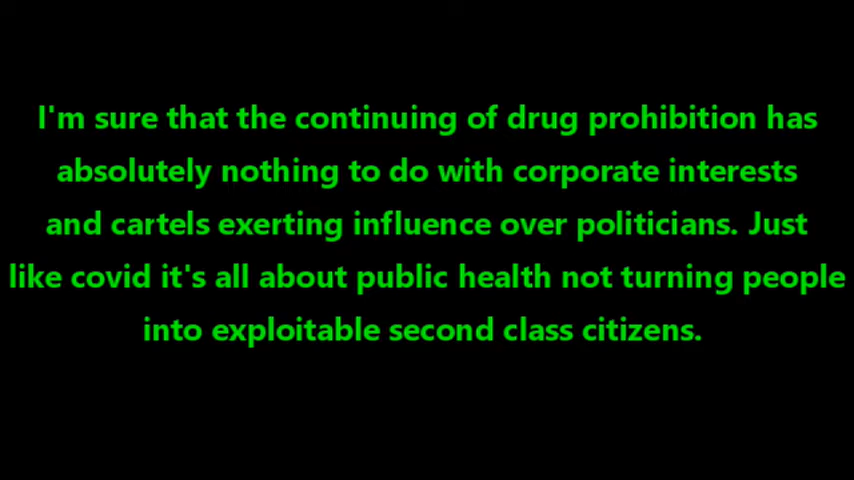 I'm sure that the continuing of drug prohibition has
absolutely nothing to do with corporate interests
and cartels exerting influence over politicians. Just
like covid it's all about public health not turning people
into exploitable second class citizens.